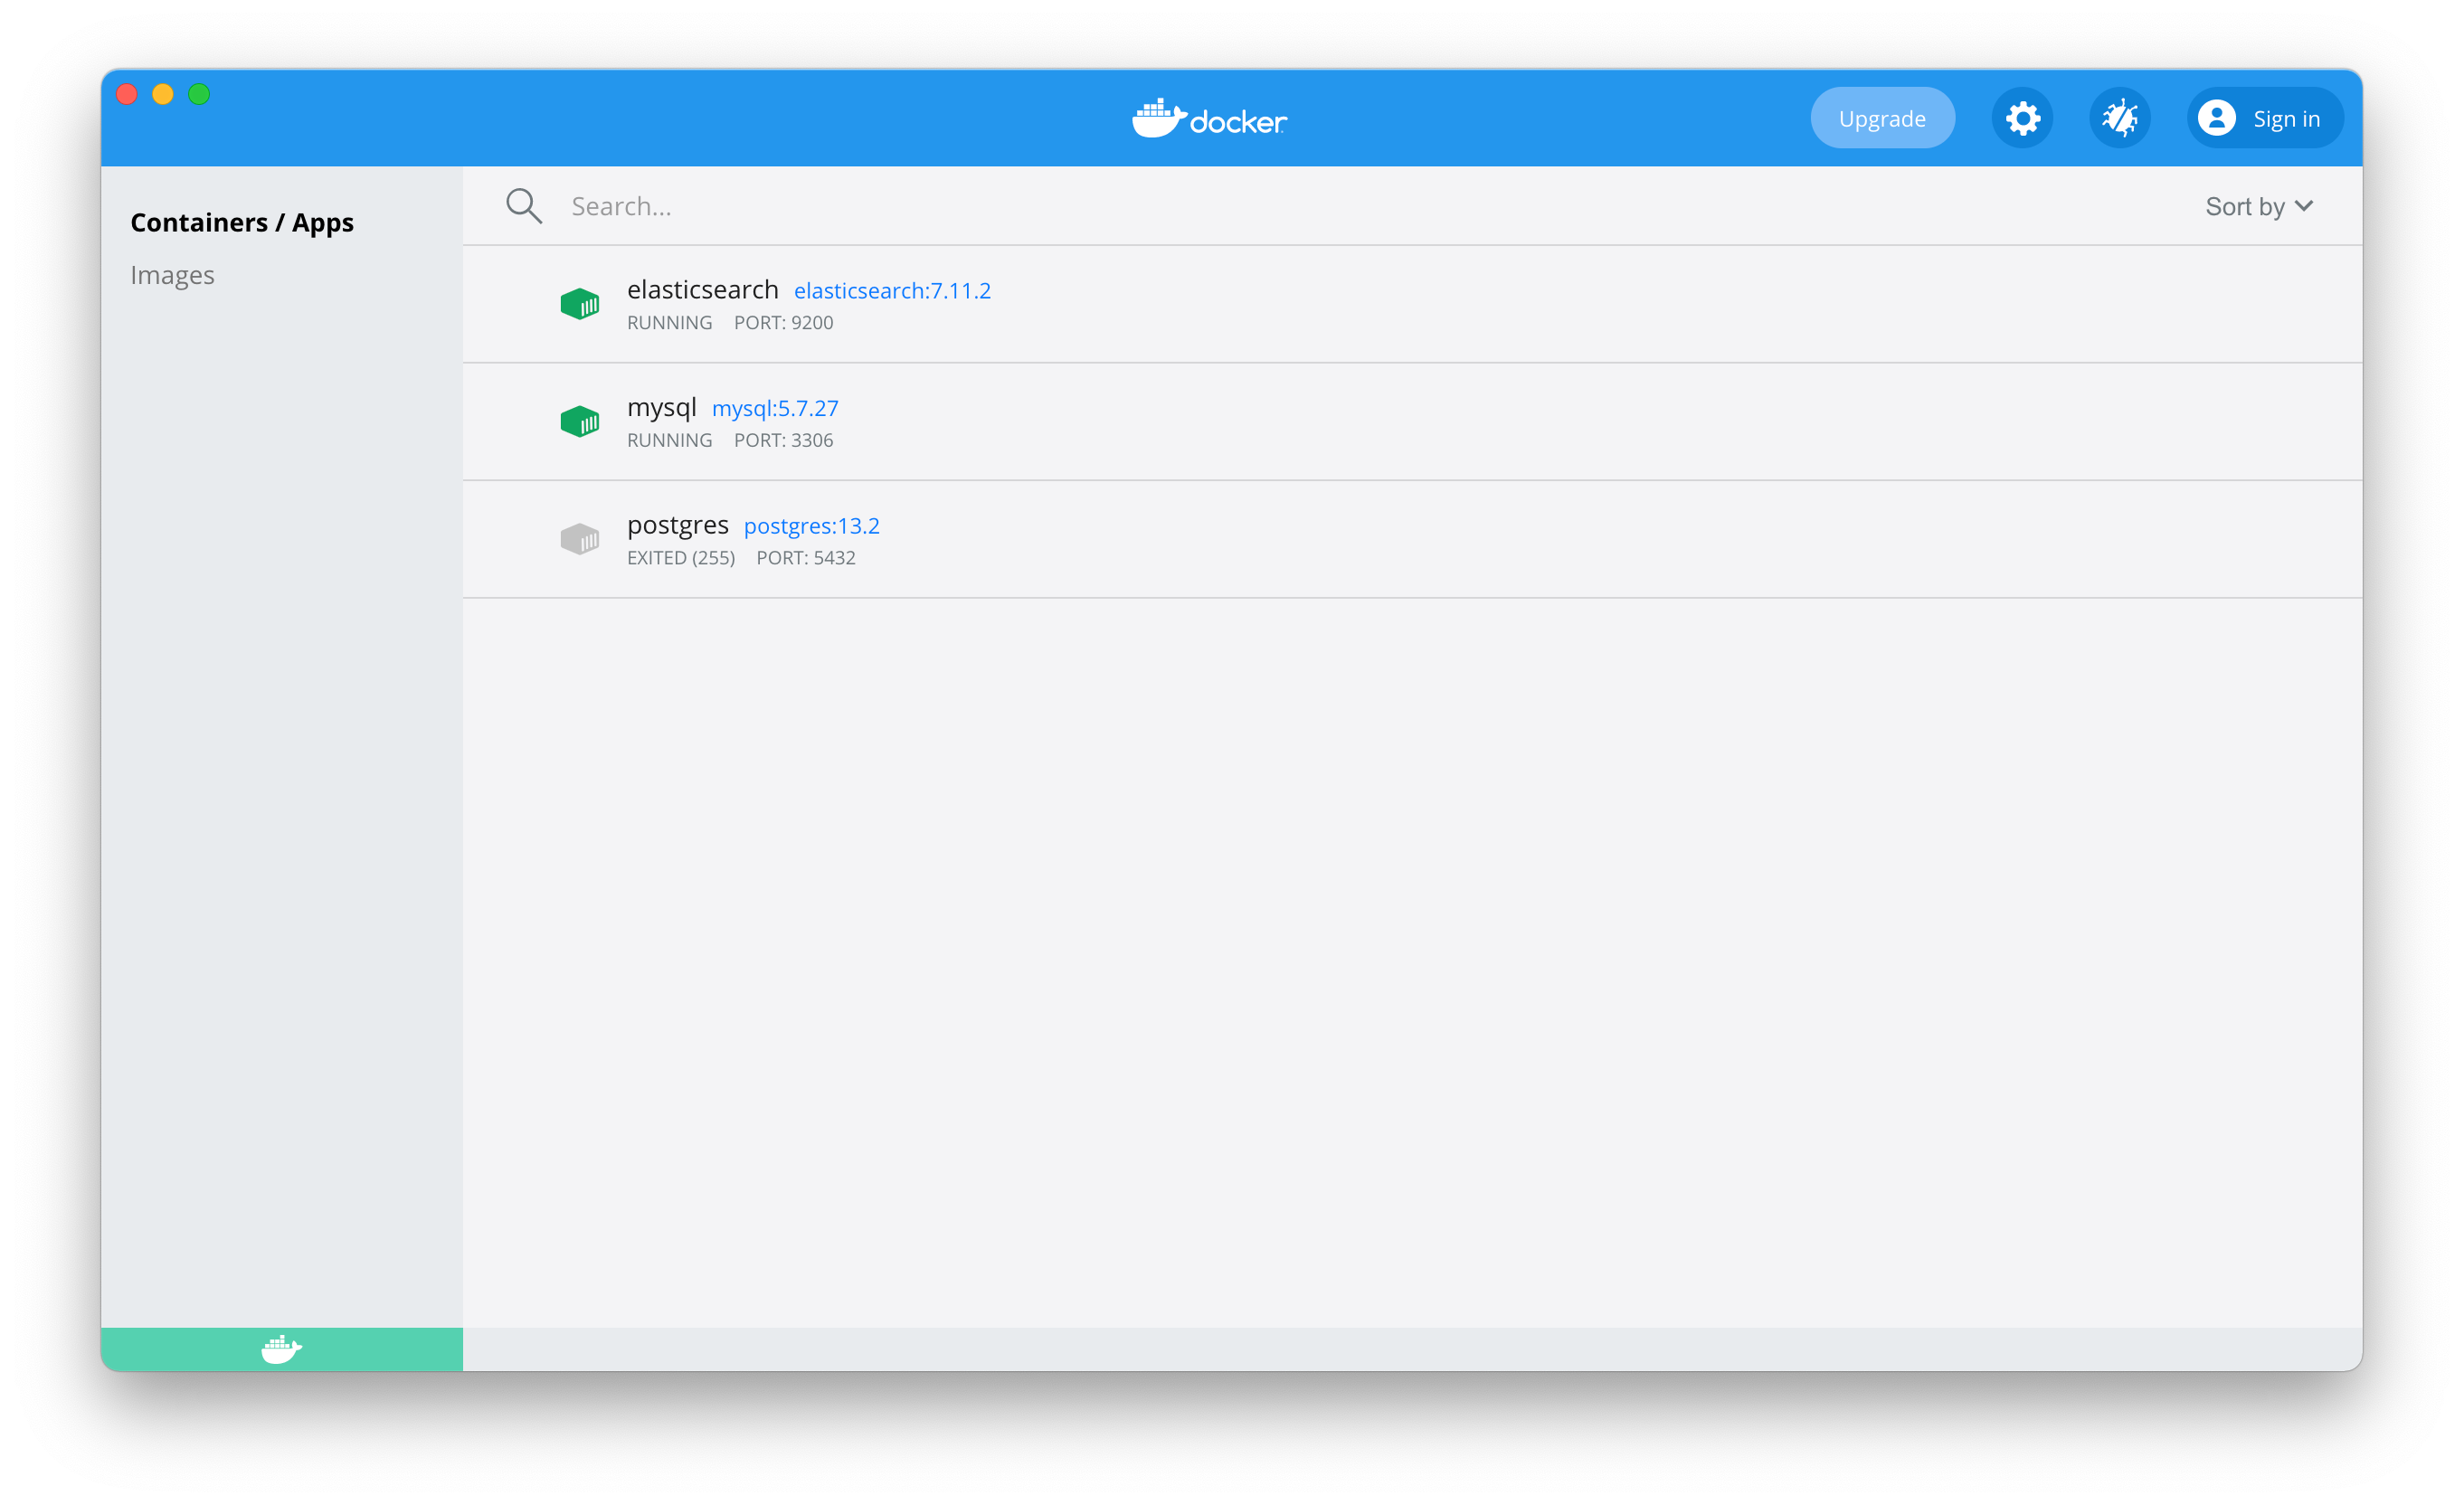 docker
Upgrade
Sign in
Containers / Apps
Images
Search...
Sort by
elasticsearch elasticsearch:7.11.2
RUNNING PORT: 9200
mysql mysql:5.7.27
RUNNING PORT: 3306
postgres postgres:13.2
EXITED (255) PORT: 5432